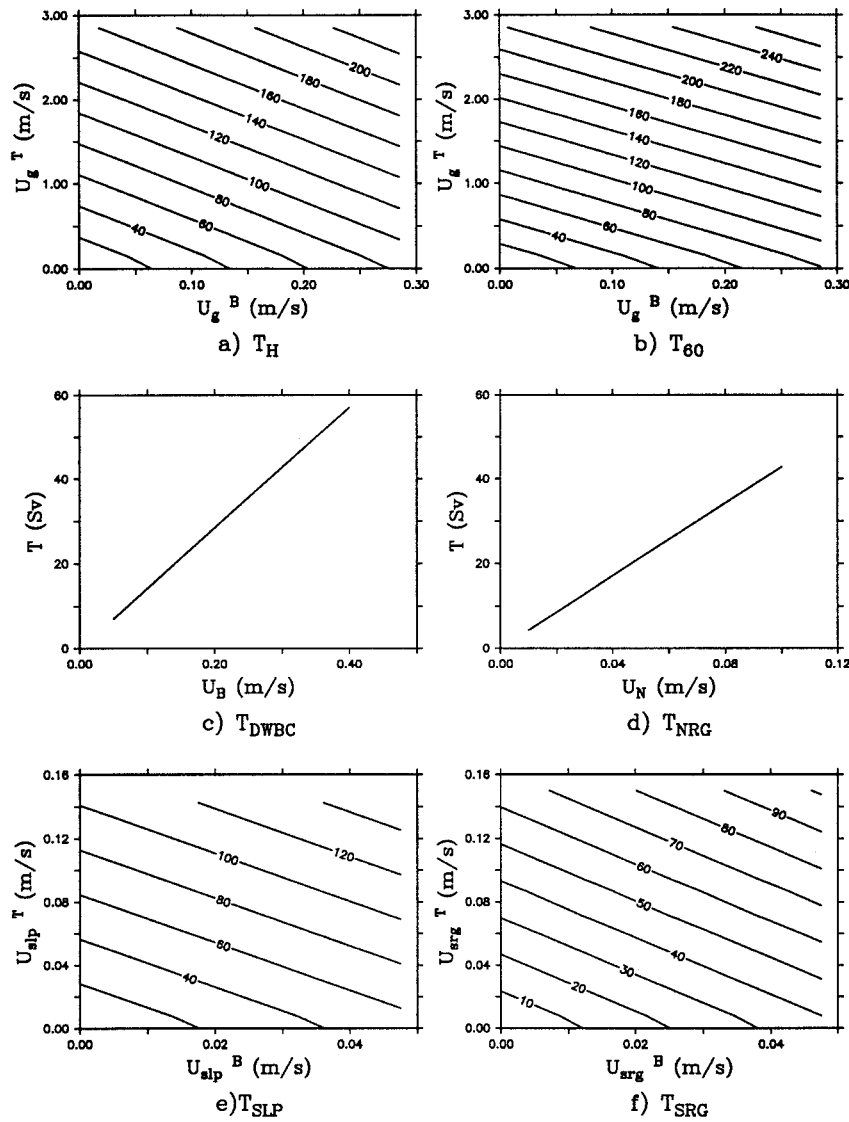 3.00
2.00
1.00
0.00
U_g^T (m/s)
200
180
160
140
120
100
80
60
40
0.00 0.10 0.20 0.30
U_g^B (m/s)
a) T_H
3.00
2.00
1.00
0.00
U_g^T (m/s)
240
220
200
180
160
140
120
100
80
60
40
0.00 0.10 0.20 0.30
U_g^B (m/s)
b) T_60
60
40
20
0
T (Sv)
0.00 0.20 0.40
U_B (m/s)
c) T_DWBC
60
40
20
0
T (Sv)
0.00 0.04 0.08 0.12
U_N (m/s)
d) T_NRG
0.16
0.12
0.08
0.04
0.00
U_slp^T (m/s)
120
100
80
60
40
0.00 0.02 0.04
U_slp^B (m/s)
e)T_SLP
0.16
0.12
0.08
0.04
0.00
U_srg^T (m/s)
90
80
70
60
50
40
30
20
10
0.00 0.02 0.04
U_srg^B (m/s)
f) T_SRG